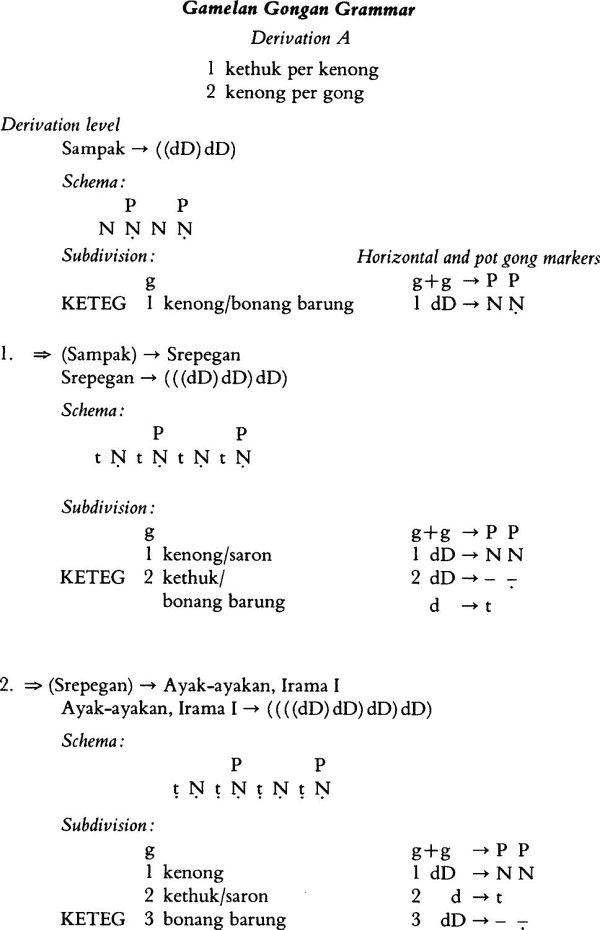 Gamelan Gongan Grammar
Derivation A
1 kethuk per kenong
2 kenong per gong
Derivation level
Sampak → ((dD) dD)
Schema:
P P
N Ṇ N Ṇ
Subdivision: Horizontal and pot gong markers
g g+g → P P
KETEG 1 kenong/bonang barung 1 dD → N Ṇ
1. ⇒ (Sampak) → Srepegan
Srepegan → (((dD) dD) dD)
Schema:
P P
t Ṇ t Ṇ t Ṇ t Ṇ
Subdivision:
g g+g → P P
1 kenong/saron 1 dD → N N
KETEG 2 kethuk/ 2 dD → – –̣
bonang barung d → t
2. ⇒ (Srepegan) → Ayak-ayakan, Irama I
Ayak-ayakan, Irama I → ((((dD) dD) dD) dD)
Schema:
P P
ṭ Ṇ ṭ Ṇ ṭ Ṇ ṭ Ṇ
Subdivision:
g g+g → P P
1 kenong 1 dD → N N
2 kethuk/saron 2 d → t
KETEG 3 bonang barung 3 dD → – –̣